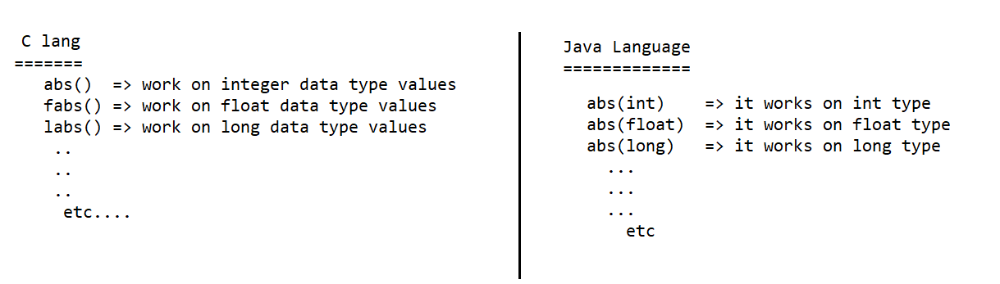 C lang
=======
abs() => work on integer data type values
fabs() => work on float data type values
labs() => work on long data type values
..
..
..
etc....
Java Language
=============
abs(int) => it works on int type
abs(float) => it works on float type
abs(long) => it works on long type
...
...
...
etc